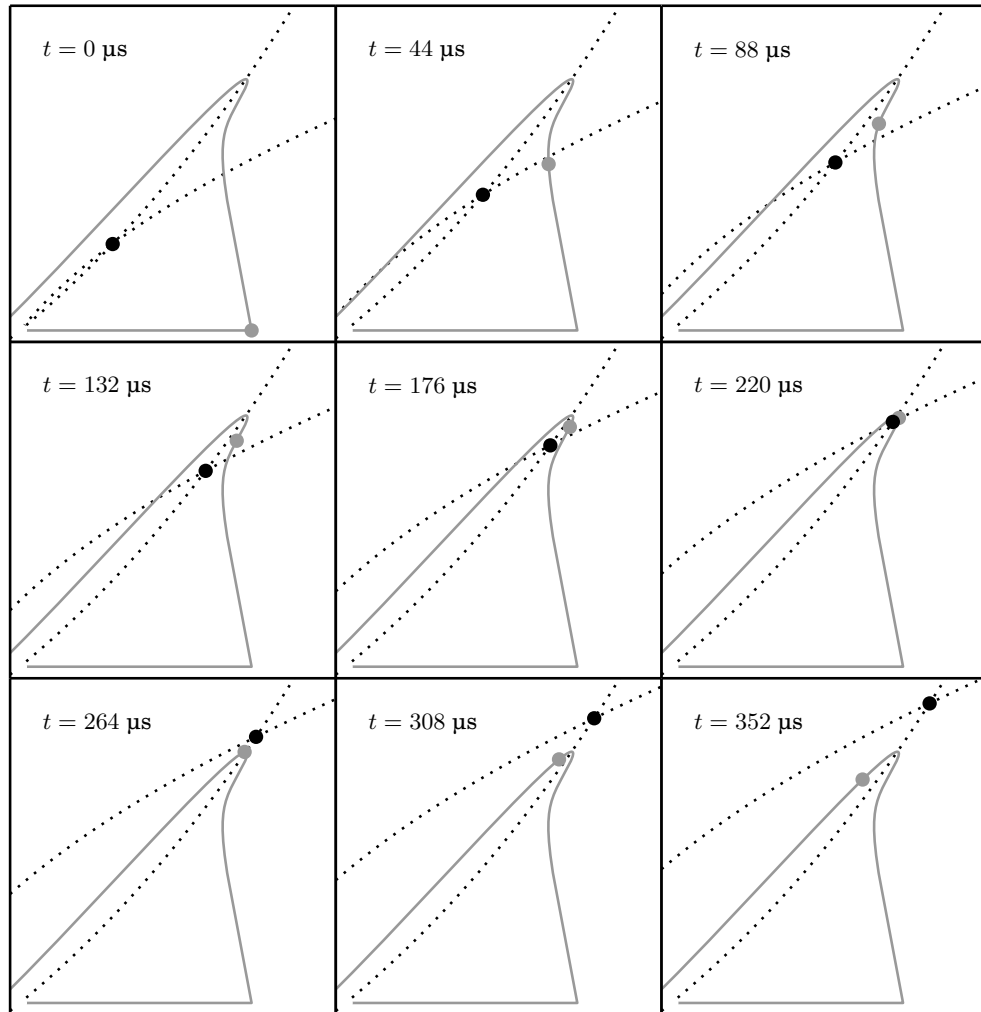 t = 0 µs
t = 44 µs
t = 88 µs
t = 132 µs
t = 176 µs
t = 220 µs
t = 264 µs
t = 308 µs
t = 352 µs